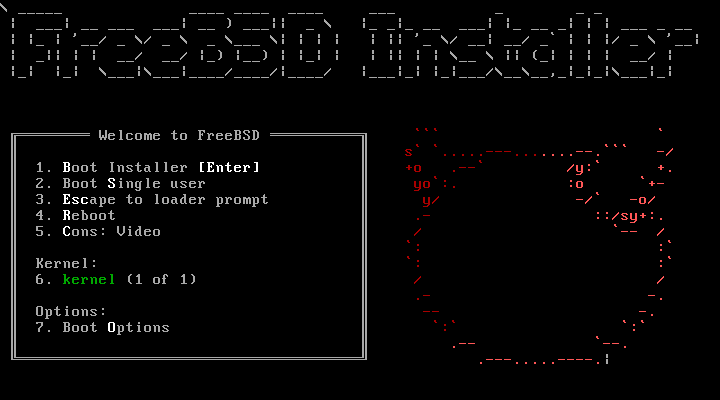 FreeBSD Installer
Welcome to FreeBSD
1. Boot Installer [Enter]
2. Boot Single user
3. Escape to loader prompt
4. Reboot
5. Cons: Video
Kernel:
6. kernel (1 of 1)
Options:
7. Boot Options